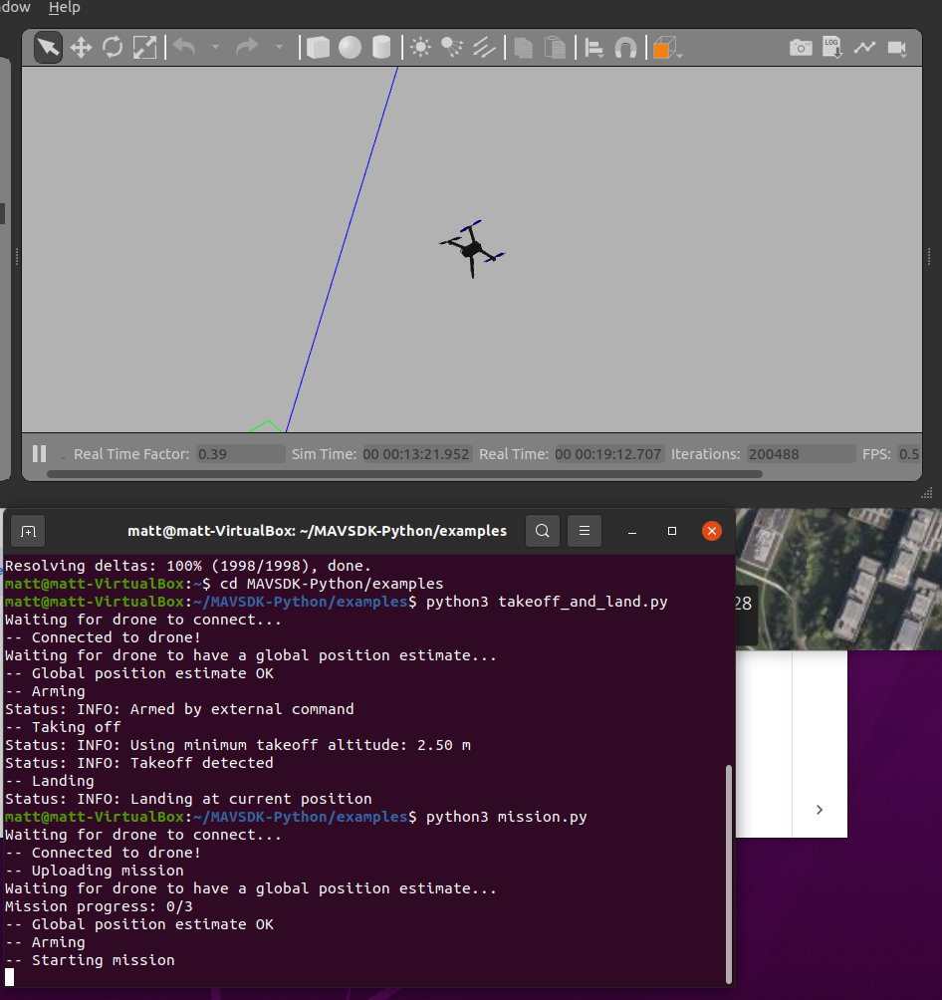 dow Help
LOG
Real Time Factor: 0.39 Sim Time: 00 00:13:21.952 Real Time: 00 00:19:12.707 Iterations: 200488 FPS: 0.5
matt@matt-VirtualBox: ~/MAVSDK-Python/examples
Resolving deltas: 100% (1998/1998), done.
matt@matt-VirtualBox:~$ cd MAVSDK-Python/examples
matt@matt-VirtualBox:~/MAVSDK-Python/examples$ python3 takeoff_and_land.py
28
Waiting for drone to connect...
-- Connected to drone!
Waiting for drone to have a global position estimate...
-- Global position estimate OK
-- Arming
Status: INFO: Armed by external command
-- Taking off
Status: INFO: Using minimum takeoff altitude: 2.50 m
Status: INFO: Takeoff detected
-- Landing
Status: INFO: Landing at current position
matt@matt-VirtualBox:~/MAVSDK-Python/examples$ python3 mission.py
Waiting for drone to connect...
-- Connected to drone!
-- Uploading mission
Waiting for drone to have a global position estimate...
Mission progress: 0/3
-- Global position estimate OK
-- Arming
-- Starting mission